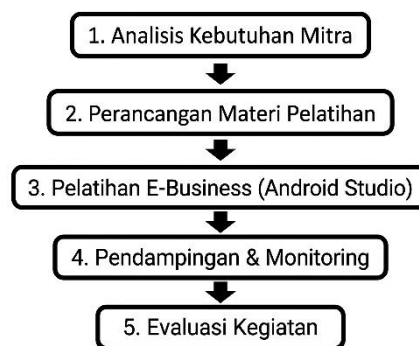 1. Analisis Kebutuhan Mitra
2. Perancangan Materi Pelatihan
3. Pelatihan E-Business (Android Studio)
4. Pendampingan & Monitoring
5. Evaluasi Kegiatan